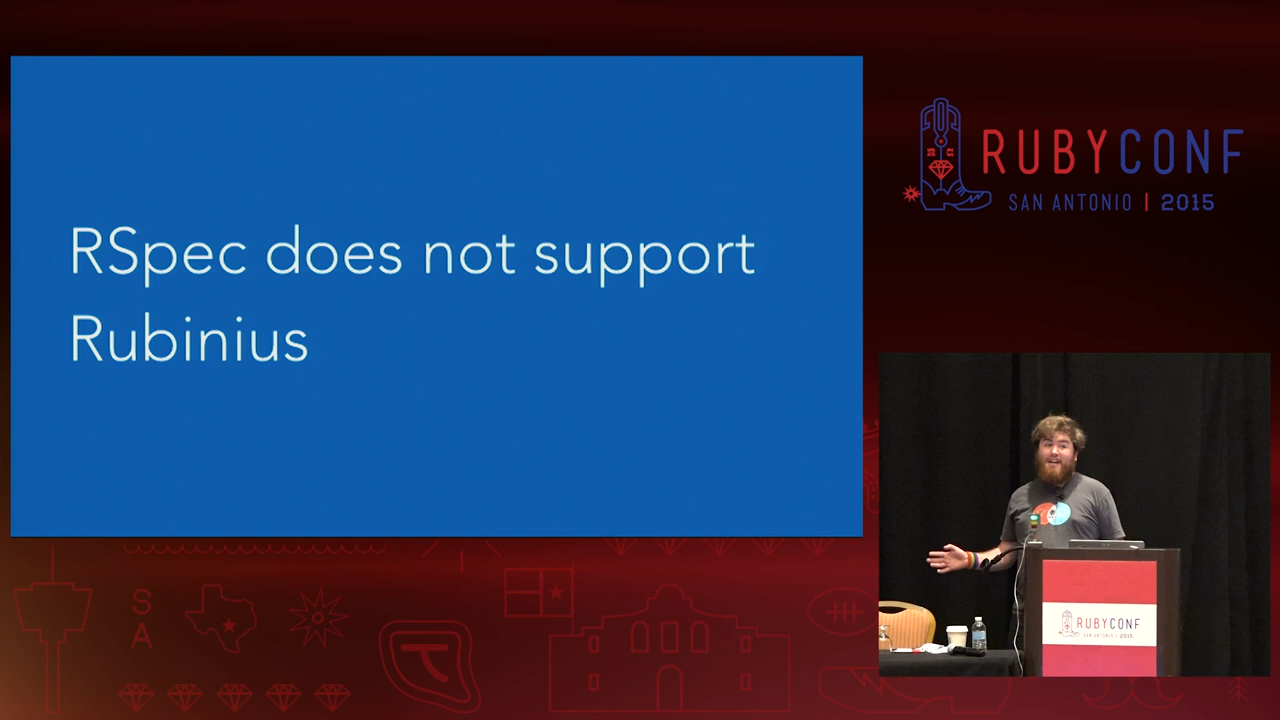 RSpec does not support
Rubinius
RUBYCONF
SAN ANTONIO | 2015
S
A
RUBYCONF
SAN ANTONIO | 2015